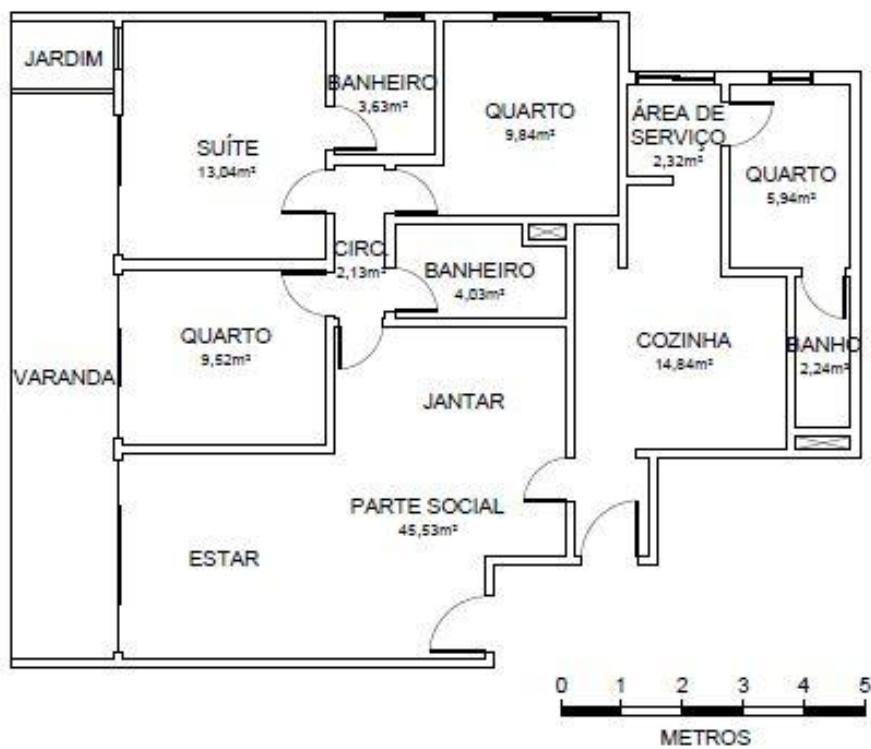 JARDIM
SUÍTE
13,04m²
BANHEIRO
3,63m²
QUARTO
9,84m²
ÁREA DE
SERVIÇO
2,32m²
QUARTO
5,94m²
CIRC.
2,13m²
BANHEIRO
4,03m²
QUARTO
9,52m²
VARANDA
COZINHA
14,84m²
BANHO
2,24m²
JANTAR
PARTE SOCIAL
45,53m²
ESTAR
0 1 2 3 4 5
METROS